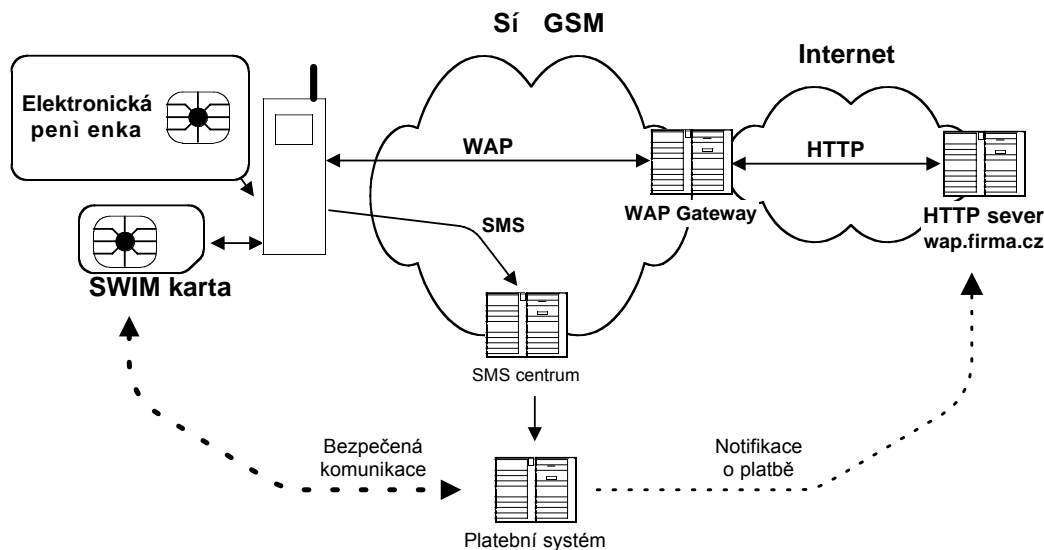 Sí GSM
Internet
Elektronická
penì enka
WAP
HTTP
SMS
WAP Gateway
HTTP sever
wap.firma.cz
SWIM karta
SMS centrum
Bezpečená
komunikace
Notifikace
o platbě
Platební systém